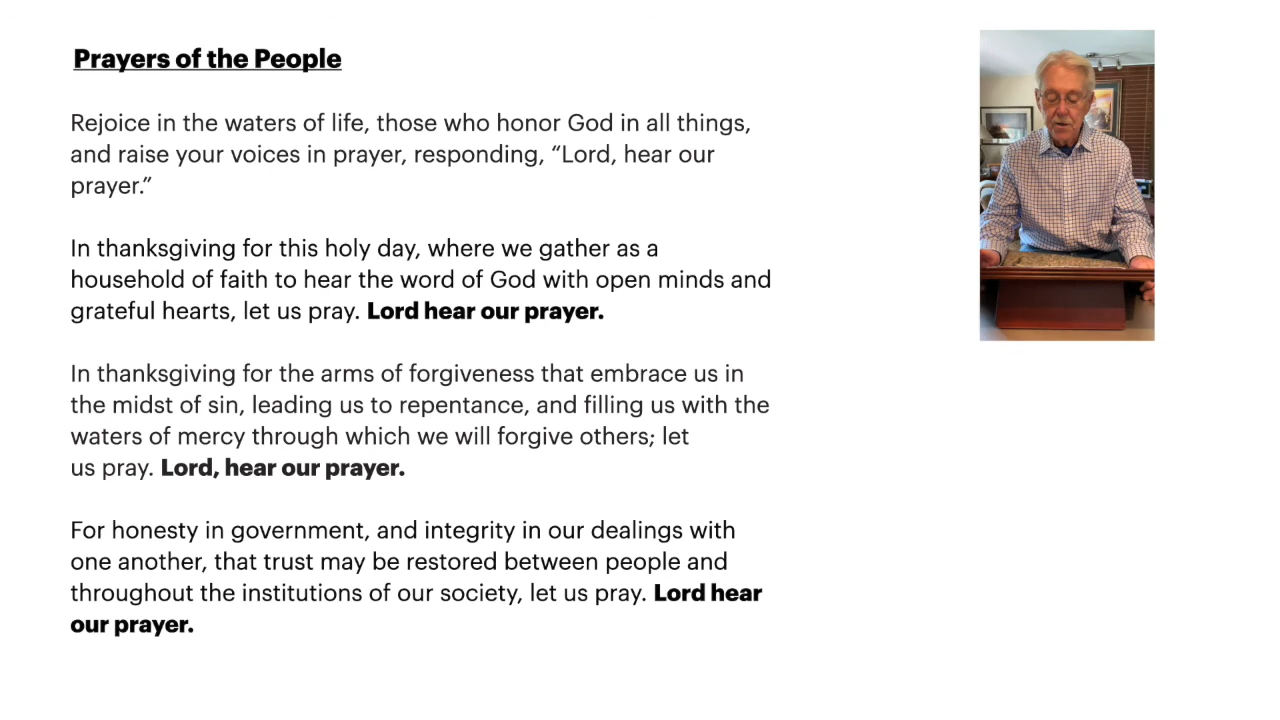 Prayers of the People
Rejoice in the waters of life, those who honor God in all things,
and raise your voices in prayer, responding, “Lord, hear our
prayer.”
In thanksgiving for this holy day, where we gather as a
household of faith to hear the word of God with open minds and
grateful hearts, let us pray. Lord hear our prayer.
In thanksgiving for the arms of forgiveness that embrace us in
the midst of sin, leading us to repentance, and filling us with the
waters of mercy through which we will forgive others; let
us pray. Lord, hear our prayer.
For honesty in government, and integrity in our dealings with
one another, that trust may be restored between people and
throughout the institutions of our society, let us pray. Lord hear
our prayer.